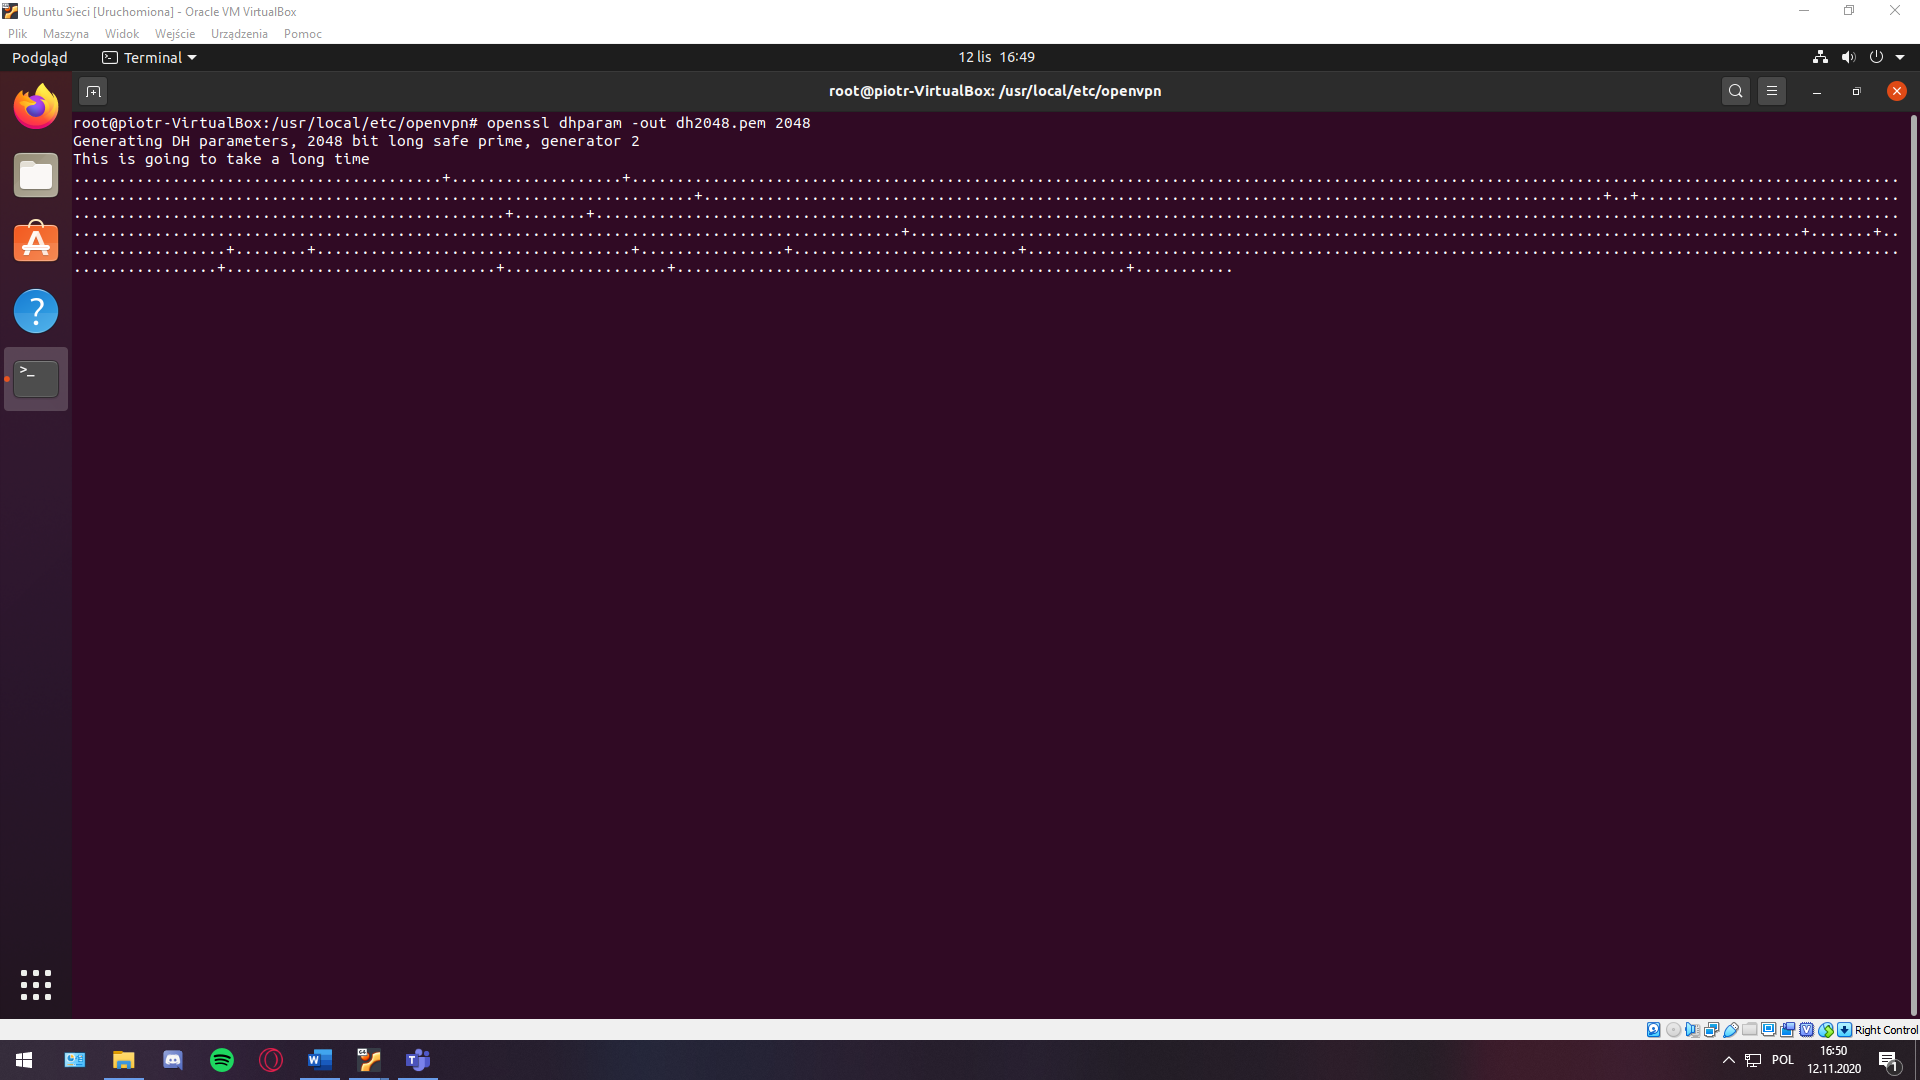 Ubuntu Sieci [Uruchomiona] - Oracle VM VirtualBox
Plik Maszyna Widok Wejście Urządzenia Pomoc
Podgląd Terminal 12 lis 16:49
root@piotr-VirtualBox: /usr/local/etc/openvpn
root@piotr-VirtualBox:/usr/local/etc/openvpn# openssl dhparam -out dh2048.pem 2048
Generating DH parameters, 2048 bit long safe prime, generator 2
This is going to take a long time
Right Control
POL 16:50
12.11.2020
1